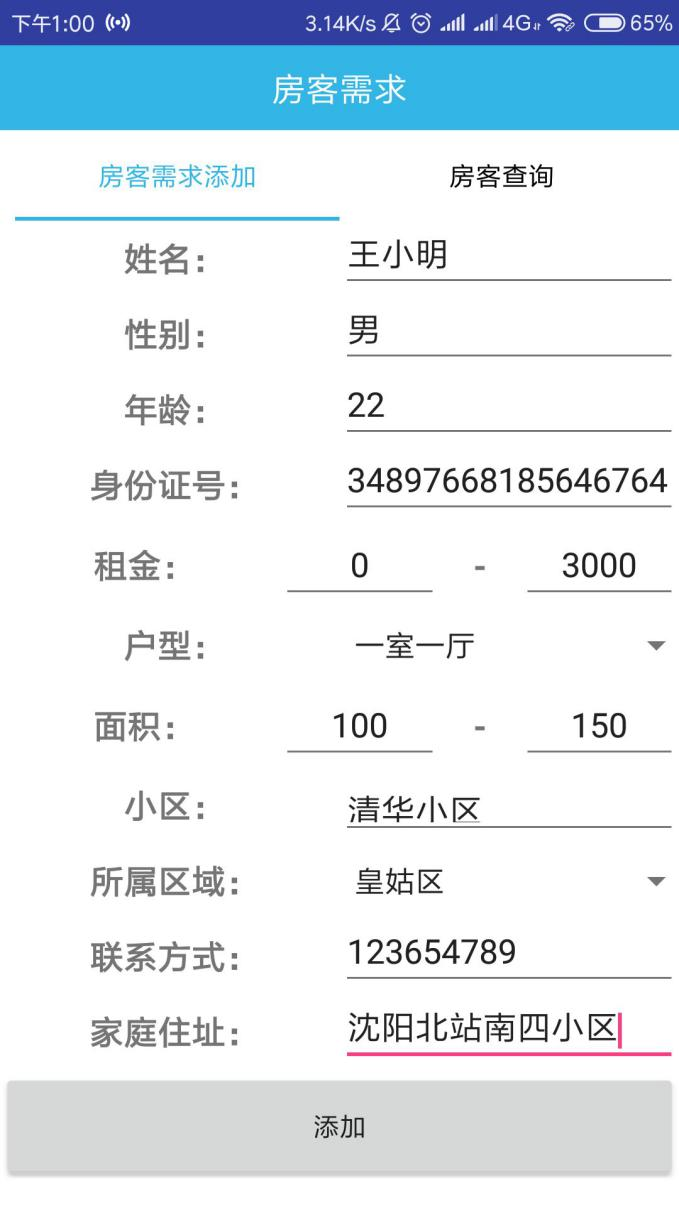 下午1:00 3.14K/s 4G 65%
房客需求
房客需求添加 房客查询
姓名： 王小明
性别： 男
年龄： 22
身份证号： 34897668185646764
租金： 0 - 3000
户型： 一室一厅
面积： 100 - 150
小区： 清华小区
所属区域： 皇姑区
联系方式： 123654789
家庭住址： 沈阳北站南四小区
添加